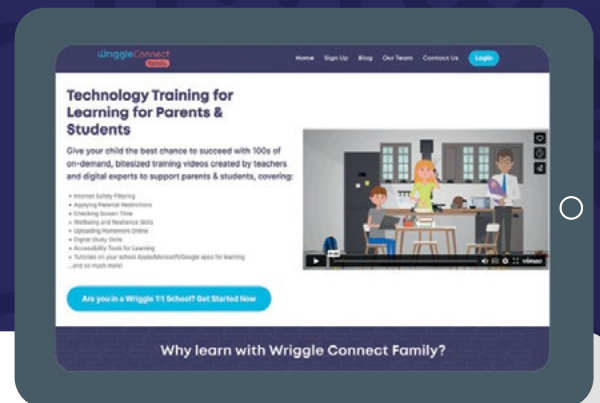 WriggleConnect
family
Home Sign Up Blog Our Team Contact Us Login
Technology Training for
Learning for Parents &
Students
Give your child the best chance to succeed with 100s of
on-demand, bitesized training videos created by teachers
and digital experts to support parents & students, covering:
• Internet Safety Filtering
• Applying Parental Restrictions
• Checking Screen Time
• Wellbeing and Resiliance Skills
• Uploading Homework Online
• Digital Study Skills
• Accessibility Tools for Learning
• Tutorials on your school Apple/Microsoft/Google apps for learning
...and so much more!
vimeo
Are you in a Wriggle 1:1 School? Get Started Now
Why learn with Wriggle Connect Family?